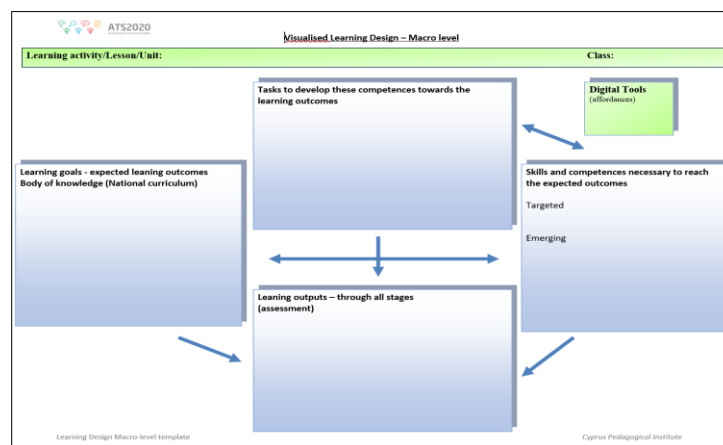 ATS2020
Visualised Learning Design – Macro level
Learning activity/Lesson/Unit: Class:
Tasks to develop these competences towards the
learning outcomes
Digital Tools
(affordances)
Learning goals - expected leaning outcomes
Body of knowledge (National curriculum)
Skills and competences necessary to reach
the expected outcomes
Targeted
Emerging
Leaning outputs – through all stages
(assessment)
Learning Design Macro-level template
Cyprus Pedagogical Institute